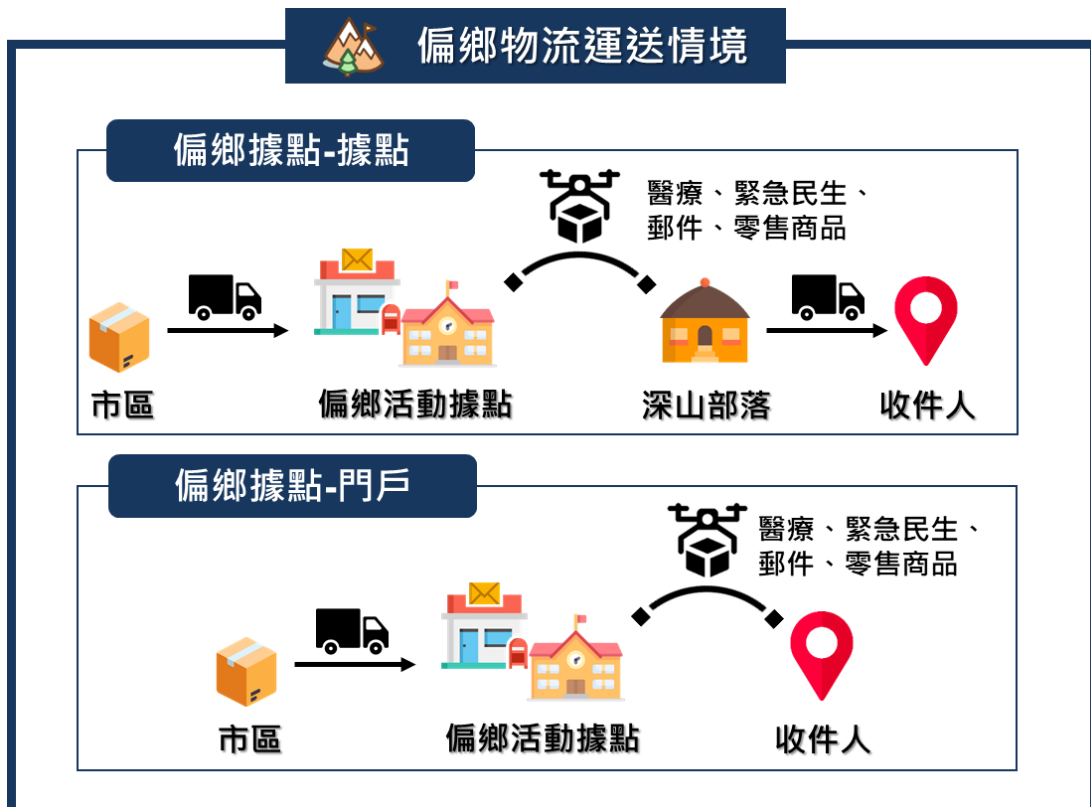 偏鄉物流運送情境
偏鄉據點-據點
醫療、緊急民生、
郵件、零售商品
市區
偏鄉活動據點
深山部落
收件人
偏鄉據點-門戶
醫療、緊急民生、
郵件、零售商品
市區
偏鄉活動據點
收件人